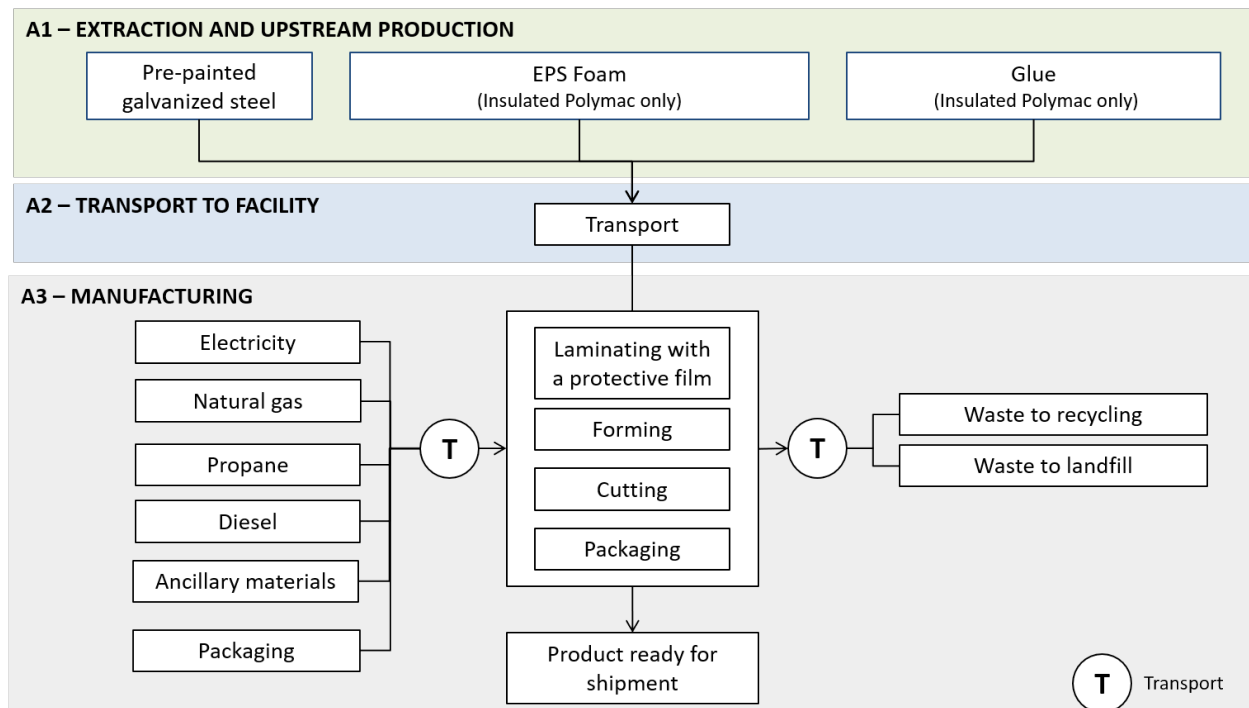 A1 – EXTRACTION AND UPSTREAM PRODUCTION
Pre-painted
galvanized steel
EPS Foam
(Insulated Polymac only)
Glue
(Insulated Polymac only)
A2 – TRANSPORT TO FACILITY
Transport
A3 – MANUFACTURING
Electricity
Natural gas
Propane
Diesel
Ancillary materials
Packaging
T
Laminating with
a protective film
Forming
Cutting
Packaging
T
Waste to recycling
Waste to landfill
Product ready for
shipment
T
Transport